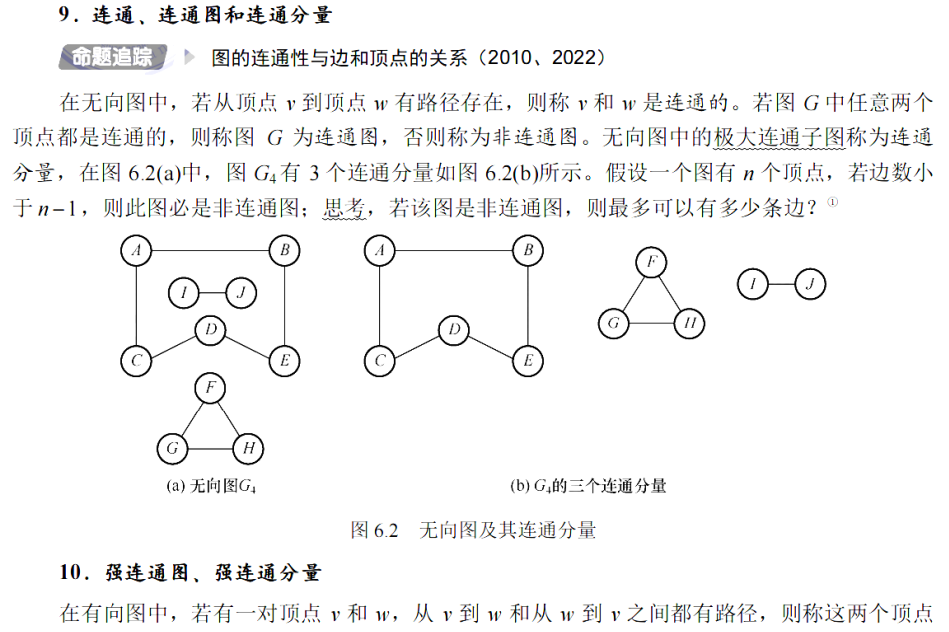 9．连通、连通图和连通分量
命题追踪 图的连通性与边和顶点的关系（2010、2022）
在无向图中，若从顶点 v 到顶点 w 有路径存在，则称 v 和 w 是连通的。若图 G 中任意两个
顶点都是连通的，则称图 G 为连通图，否则称为非连通图。无向图中的极大连通子图称为连通
分量，在图 6.2(a)中，图 G₄ 有 3 个连通分量如图 6.2(b)所示。假设一个图有 n 个顶点，若边数小
于 n−1，则此图必是非连通图；思考，若该图是非连通图，则最多可以有多少条边？①
A B A B
F
I J I J
D D G H
C E C E
F
G H
(a) 无向图G₄ (b) G₄的三个连通分量
图 6.2 无向图及其连通分量
10．强连通图、强连通分量
在有向图中，若有一对顶点 v 和 w，从 v 到 w 和从 w 到 v 之间都有路径，则称这两个顶点